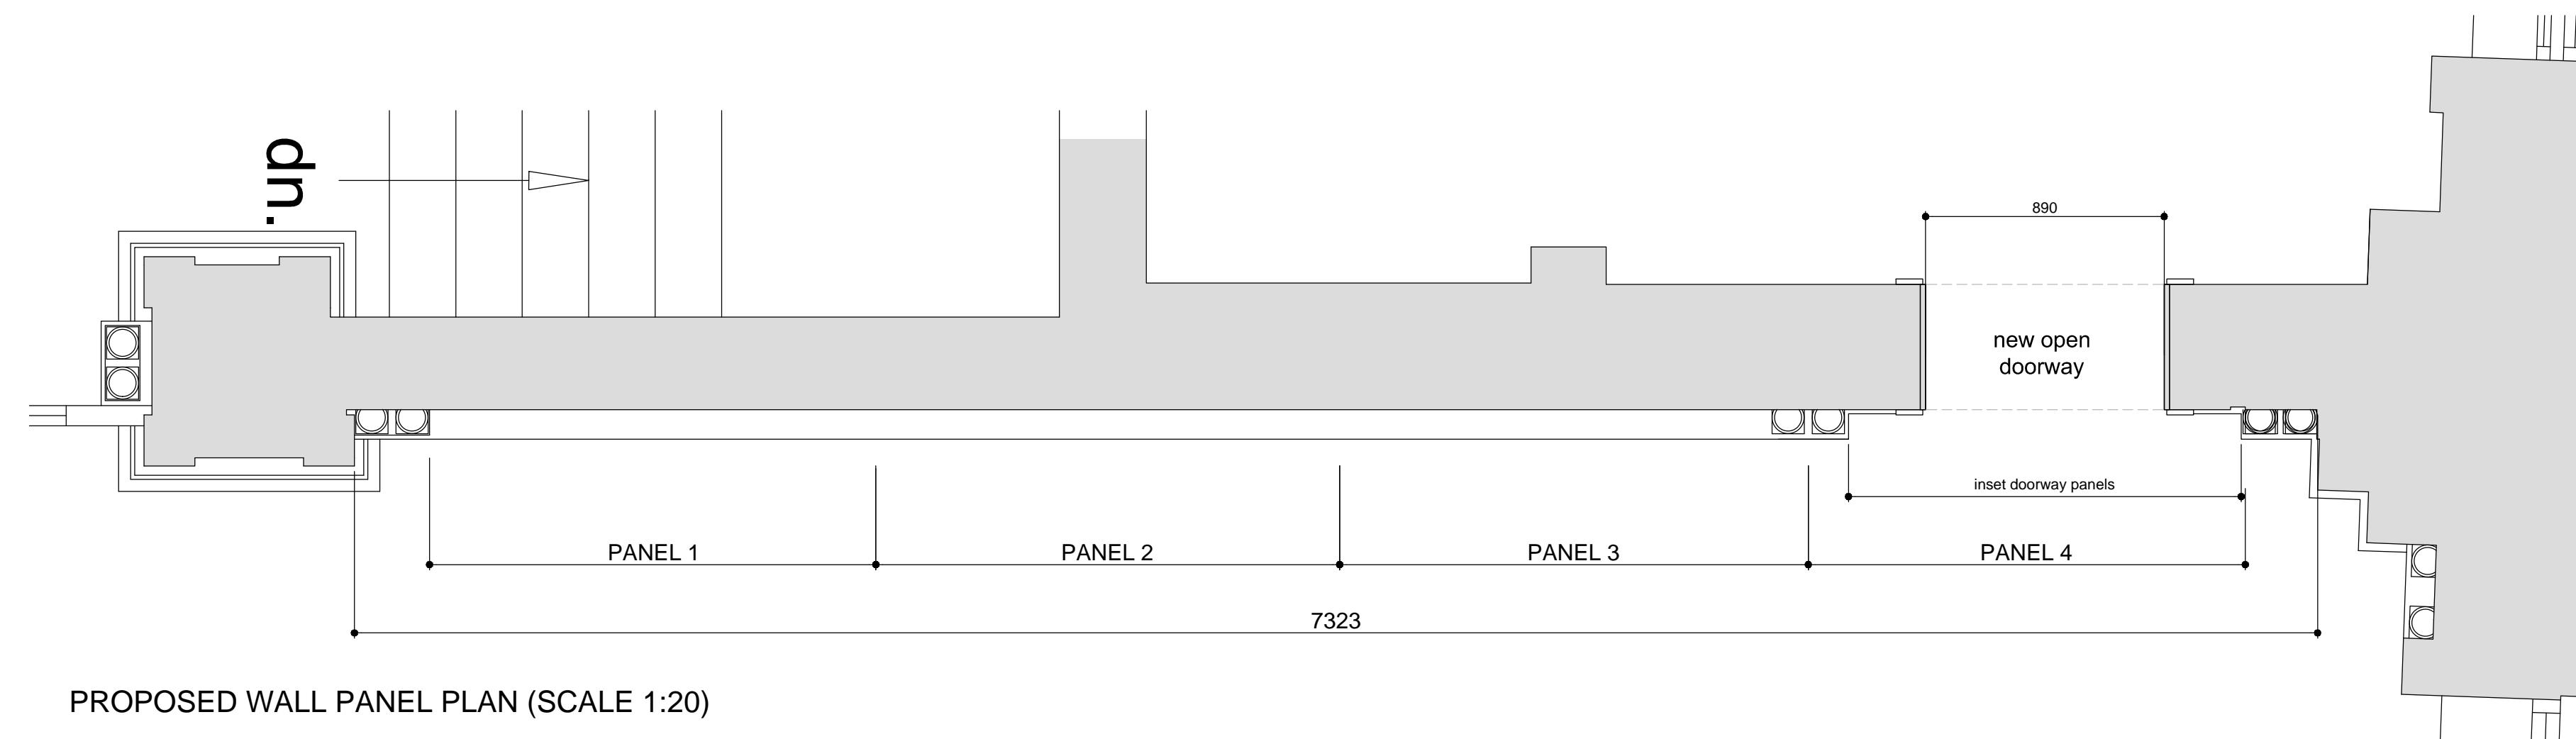 dn.
890
new open
doorway
inset doorway panels
PANEL 1
PANEL 2
PANEL 3
PANEL 4
7323
PROPOSED WALL PANEL PLAN (SCALE 1:20)